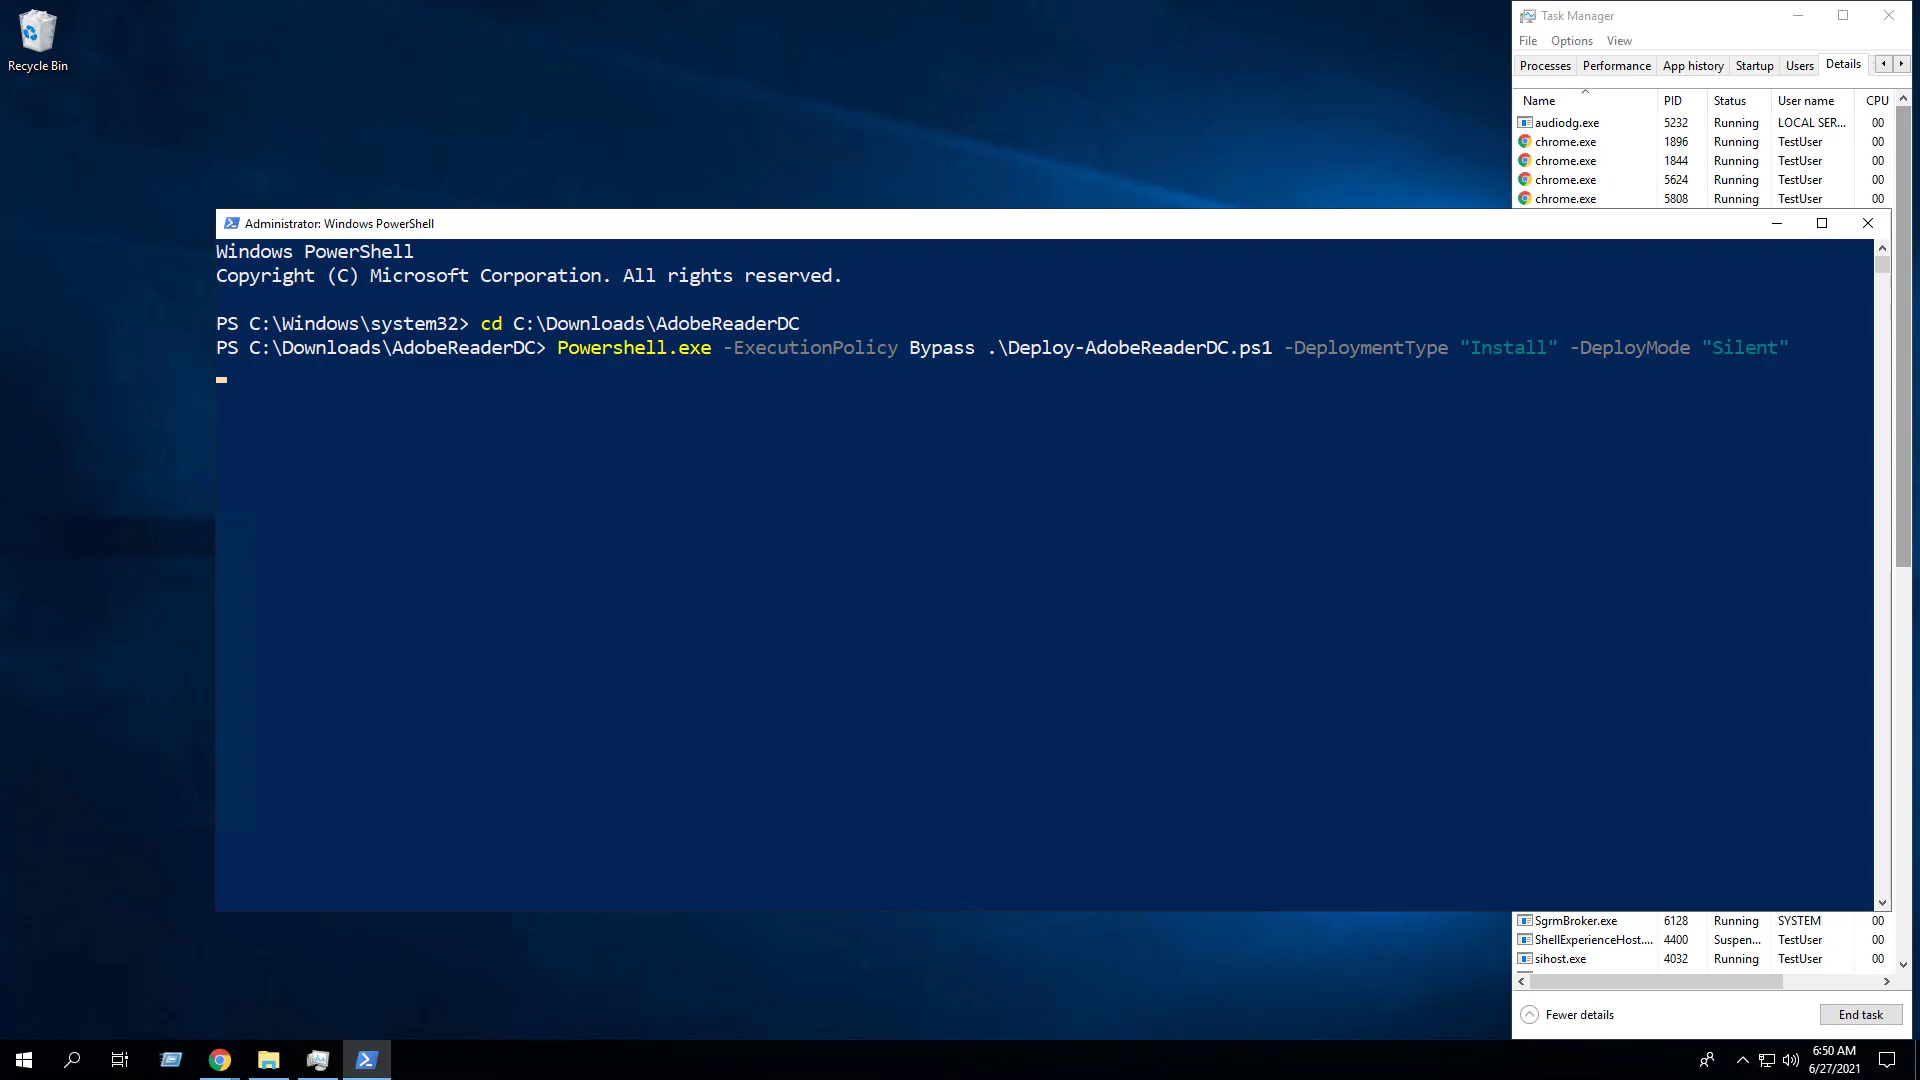 Recycle Bin
Task Manager
File Options View
Processes Performance App history Startup Users Details
Name PID Status User name CPU
audiodg.exe 5232 Running LOCAL SER... 00
chrome.exe 1896 Running TestUser 00
chrome.exe 1844 Running TestUser 00
chrome.exe 5624 Running TestUser 00
chrome.exe 5808 Running TestUser 00
Administrator: Windows PowerShell
Windows PowerShell
Copyright (C) Microsoft Corporation. All rights reserved.
PS C:\Windows\system32> cd C:\Downloads\AdobeReaderDC
PS C:\Downloads\AdobeReaderDC> Powershell.exe -ExecutionPolicy Bypass .\Deploy-AdobeReaderDC.ps1 -DeploymentType "Install" -DeployMode "Silent"
SgrmBroker.exe 6128 Running SYSTEM 00
ShellExperienceHost.... 4400 Suspen... TestUser 00
sihost.exe 4032 Running TestUser 00
Fewer details End task
6:50 AM
6/27/2021